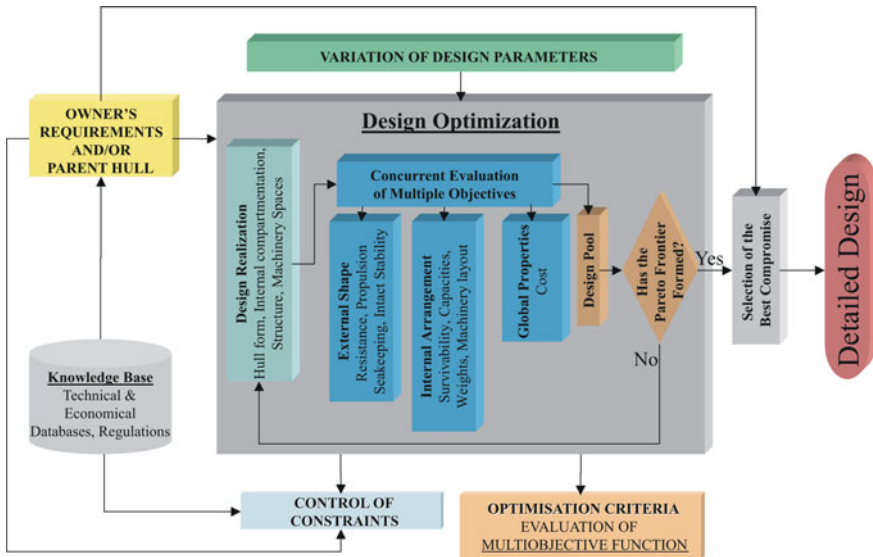 VARIATION OF DESIGN PARAMETERS
OWNER'S
REQUIREMENTS
AND/OR
PARENT HULL
Design Optimization
Design Realization
Hull form, Internal compartmentation,
Structure, Machinery Spaces
Concurrent Evaluation
of Multiple Objectives
External Shape
Resistance, Propulsion
Seakeeping, Intact Stability
Internal Arrangement
Survivability, Capacities,
Weights, Machinery layout
Global Properties
Cost
Design Pool
Has the
Pareto Frontier
Formed?
Yes
No
Selection of the
Best Compromise
Detailed Design
Knowledge Base
Technical &
Economical
Databases, Regulations
CONTROL OF
CONSTRAINTS
OPTIMISATION CRITERIA
EVALUATION OF
MULTIOBJECTIVE FUNCTION